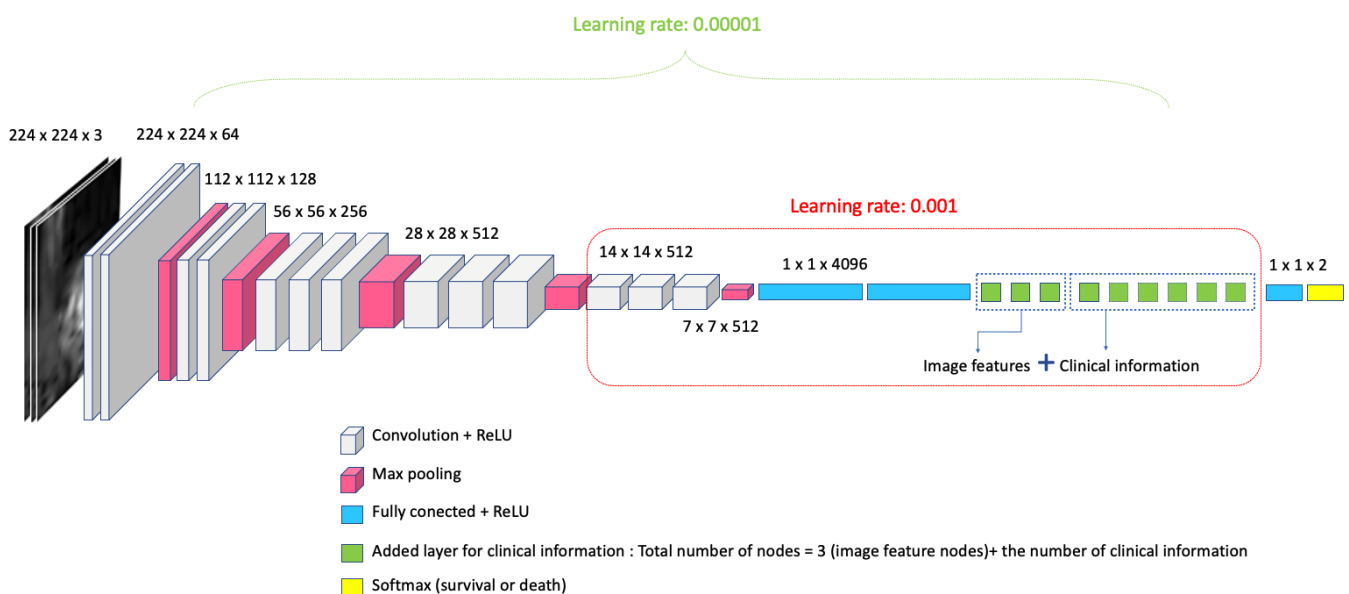 Learning rate: 0.00001
224 x 224 x 3
224 x 224 x 64
112 x 112 x 128
56 x 56 x 256
28 x 28 x 512
Learning rate: 0.001
14 x 14 x 512
1 x 1 x 4096
1 x 1 x 2
7 x 7 x 512
Image features + Clinical information
Convolution + ReLU
Max pooling
Fully conected + ReLU
Added layer for clinical information : Total number of nodes = 3 (image feature nodes)+ the number of clinical information
Softmax (survival or death)